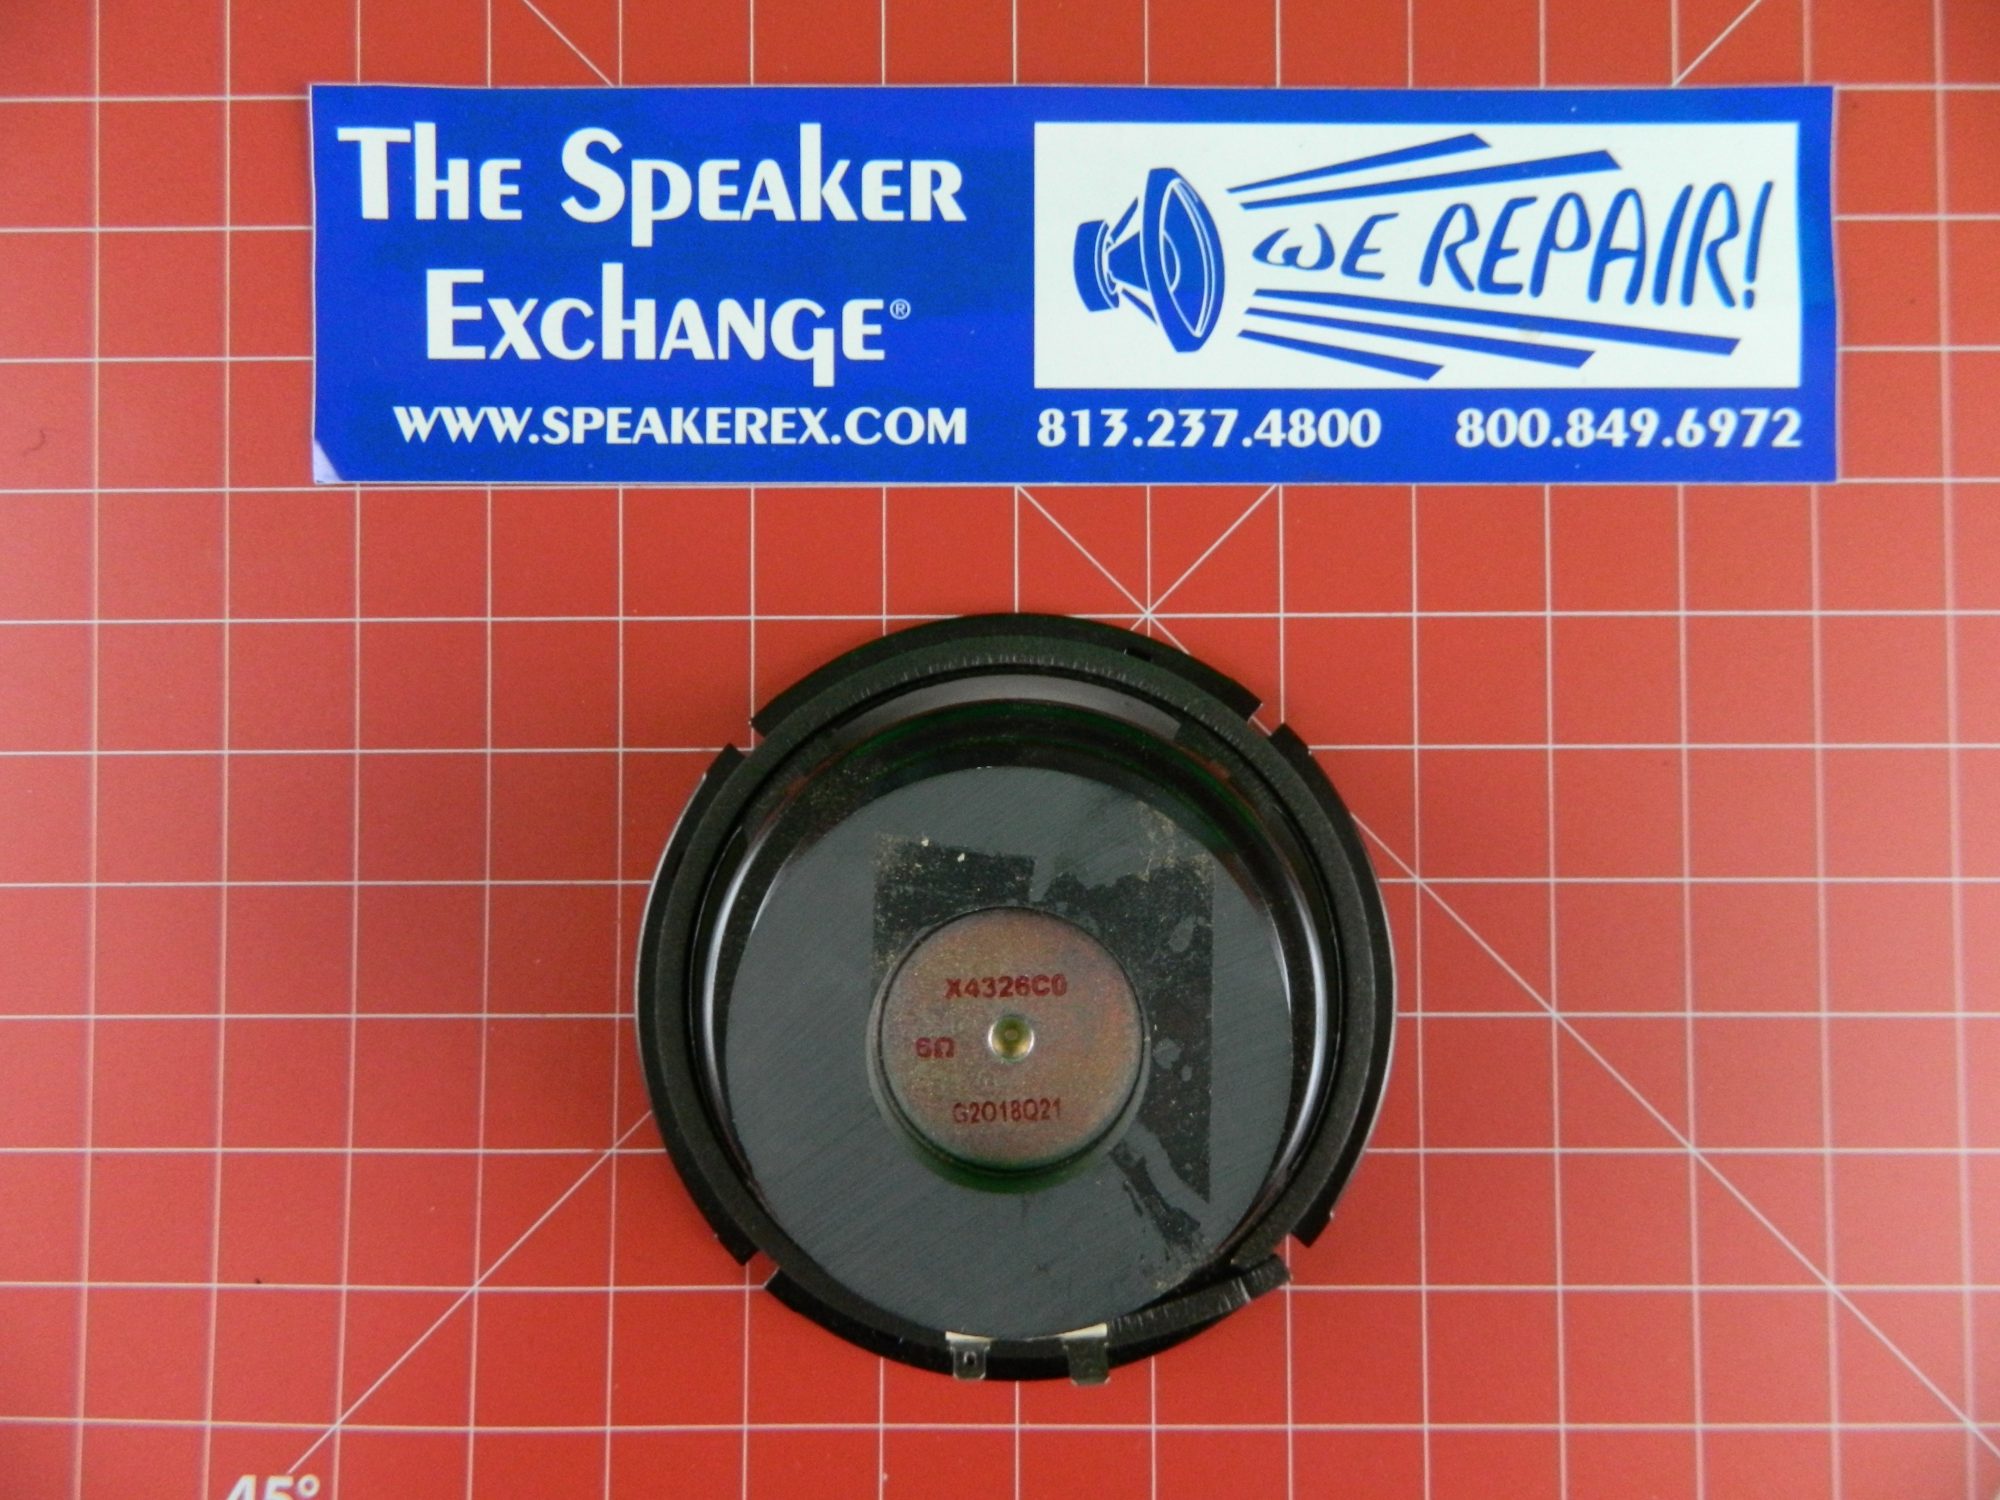 The Speaker
Exchange®
WWW.SPEAKEREX.COM
WE REPAIR!
813.237.4800 800.849.6972
X4326C0
6Ω
G2018Q21
45°